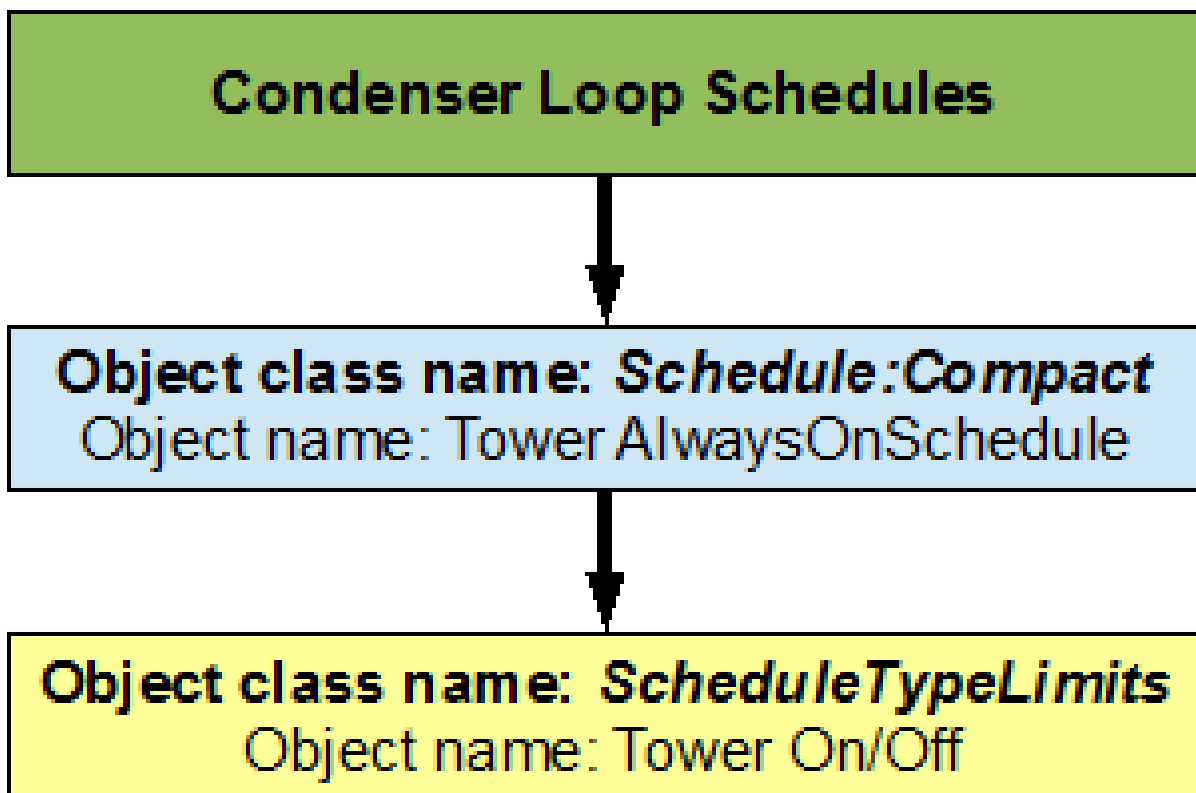 Condenser Loop Schedules
Object class name: Schedule:Compact
Object name: Tower AlwaysOnSchedule
Object class name: ScheduleTypeLimits
Object name: Tower On/Off